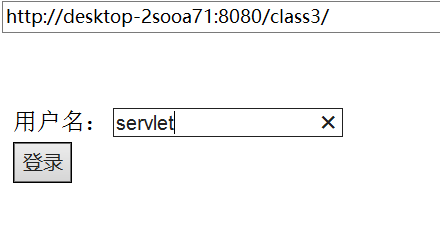 http://desktop-2sooa71:8080/class3/
用户名： servlet
登录